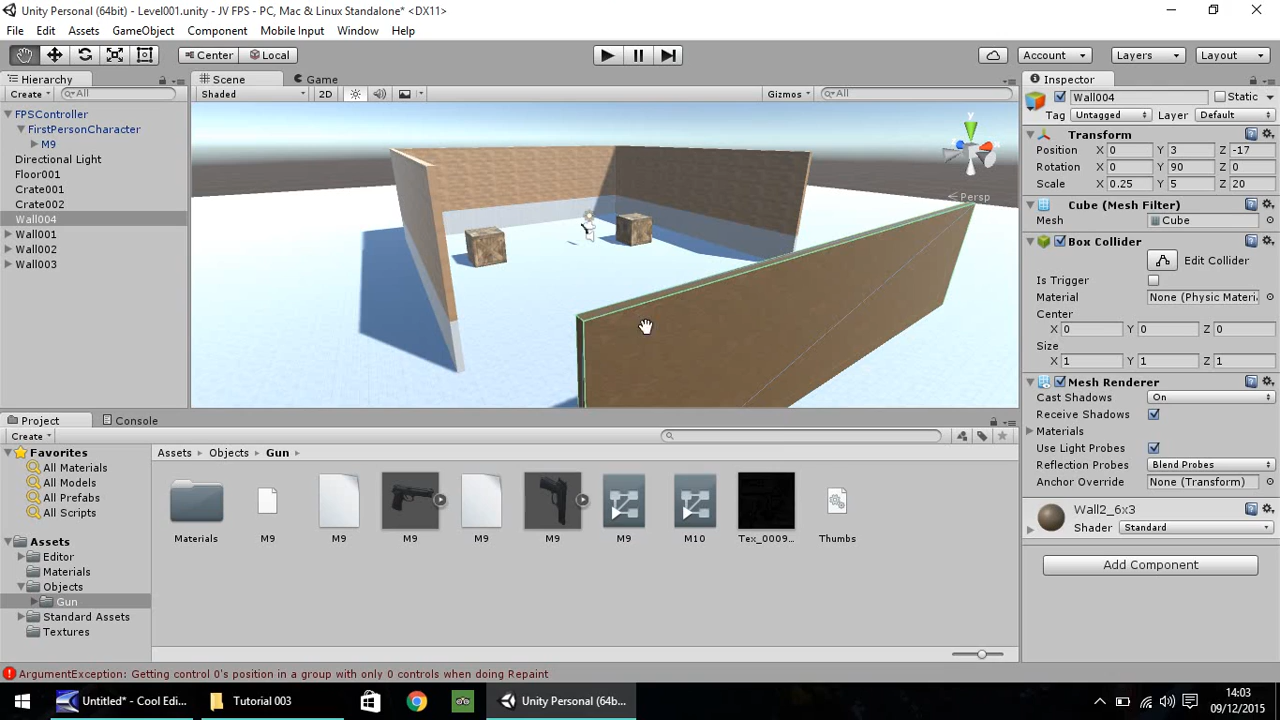 Unity Personal (64bit) - Level001.unity - JV FPS - PC, Mac & Linux Standalone* <DX11>
File Edit Assets GameObject Component Mobile Input Window Help
Center Local Account Layers Layout
Hierarchy
Create All
FPSController
FirstPersonCharacter
M9
Directional Light
Floor001
Crate001
Crate002
Wall004
Wall001
Wall002
Wall003
Scene Game
Shaded 2D Gizmos All
y
Persp
Inspector
Wall004 Static
Tag Untagged Layer Default
Transform
Position X 0 Y 3 Z -17
Rotation X 0 Y 90 Z 0
Scale X 0.25 Y 5 Z 20
Cube (Mesh Filter)
Mesh Cube
Box Collider
Edit Collider
Is Trigger
Material None (Physic Materi
Center
X 0 Y 0 Z 0
Size
X 1 Y 1 Z 1
Mesh Renderer
Cast Shadows On
Receive Shadows
Materials
Use Light Probes
Reflection Probes Blend Probes
Anchor Override None (Transform)
Wall2_6x3
Shader Standard
Add Component
Project Console
Create
Favorites
All Materials
All Models
All Prefabs
All Scripts
Assets
Editor
Materials
Objects
Gun
Standard Assets
Textures
Assets Objects Gun
Materials M9 M9 M9 M9 M9 M9 M10 Tex_0009... Thumbs
ArgumentException: Getting control 0's position in a group with only 0 controls when doing Repaint
Untitled* - Cool Edi... Tutorial 003 Unity Personal (64b...
14:03
09/12/2015